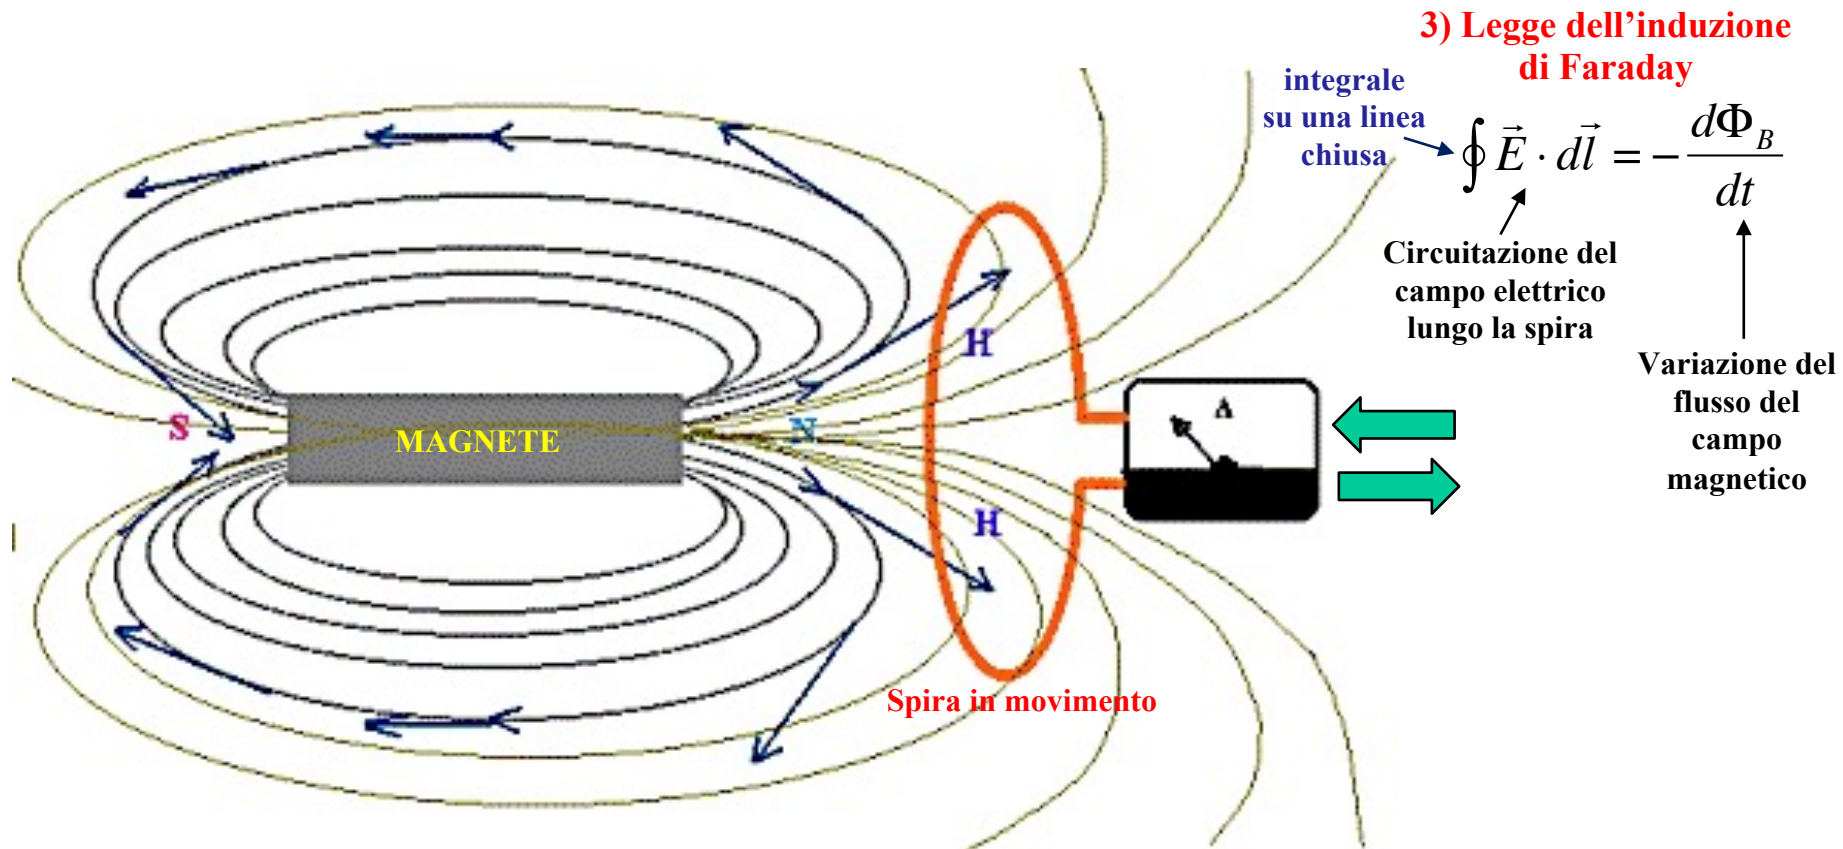 3) Legge dell'induzione
di Faraday
integrale
su una linea
chiusa
∮ E⃗ · dl⃗ = − dΦ_B / dt
Circuitazione del
campo elettrico
lungo la spira
Variazione del
flusso del
campo
magnetico
H
A
S
MAGNETE
N
H
Spira in movimento